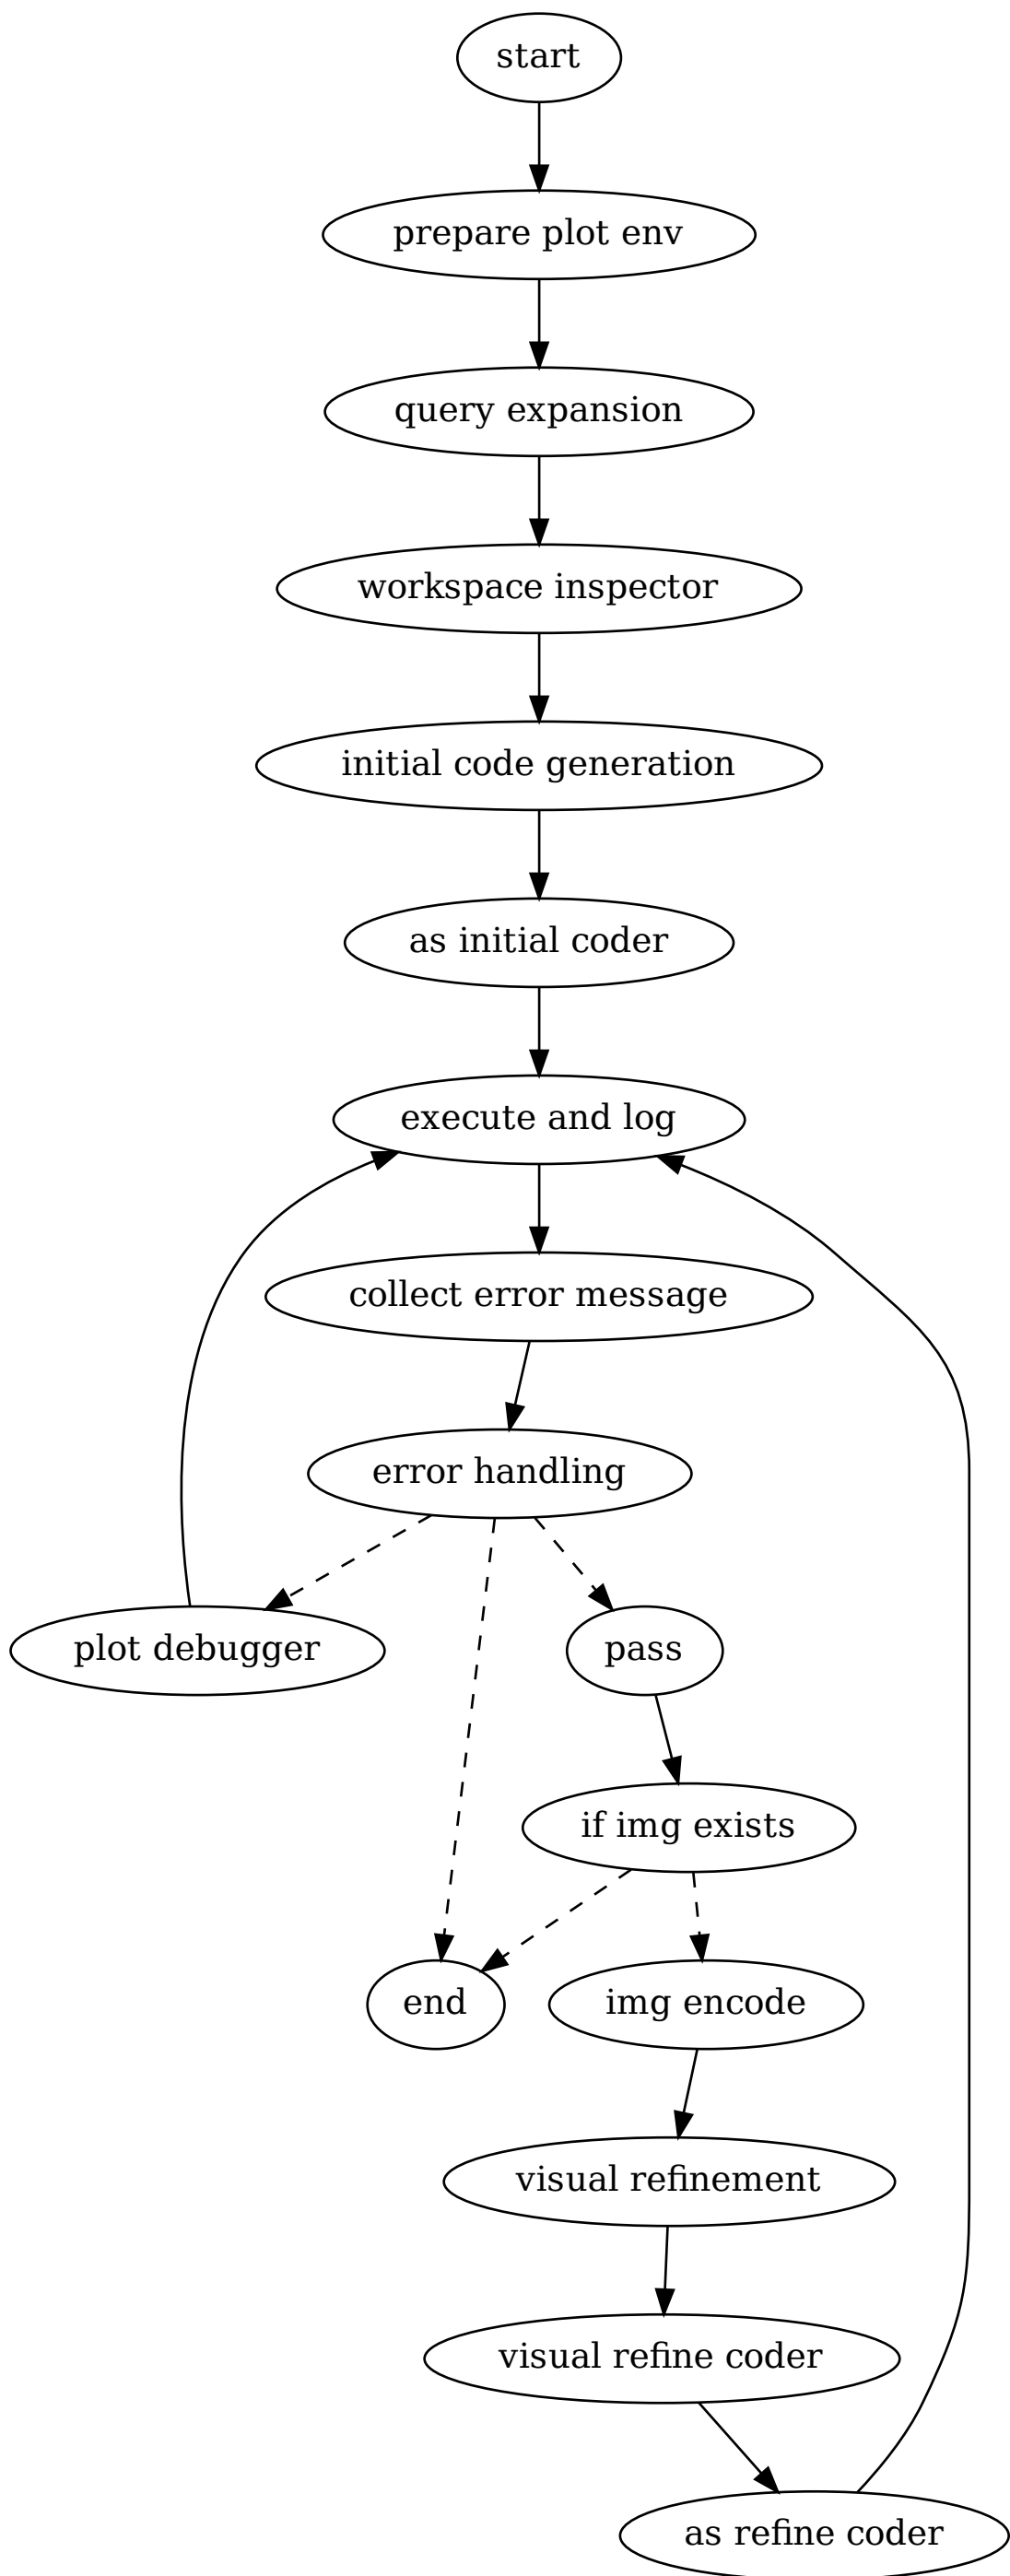 start
prepare plot env
query expansion
workspace inspector
initial code generation
as initial coder
execute and log
collect error message
error handling
plot debugger
pass
if img exists
end
img encode
visual refinement
visual refine coder
as refine coder